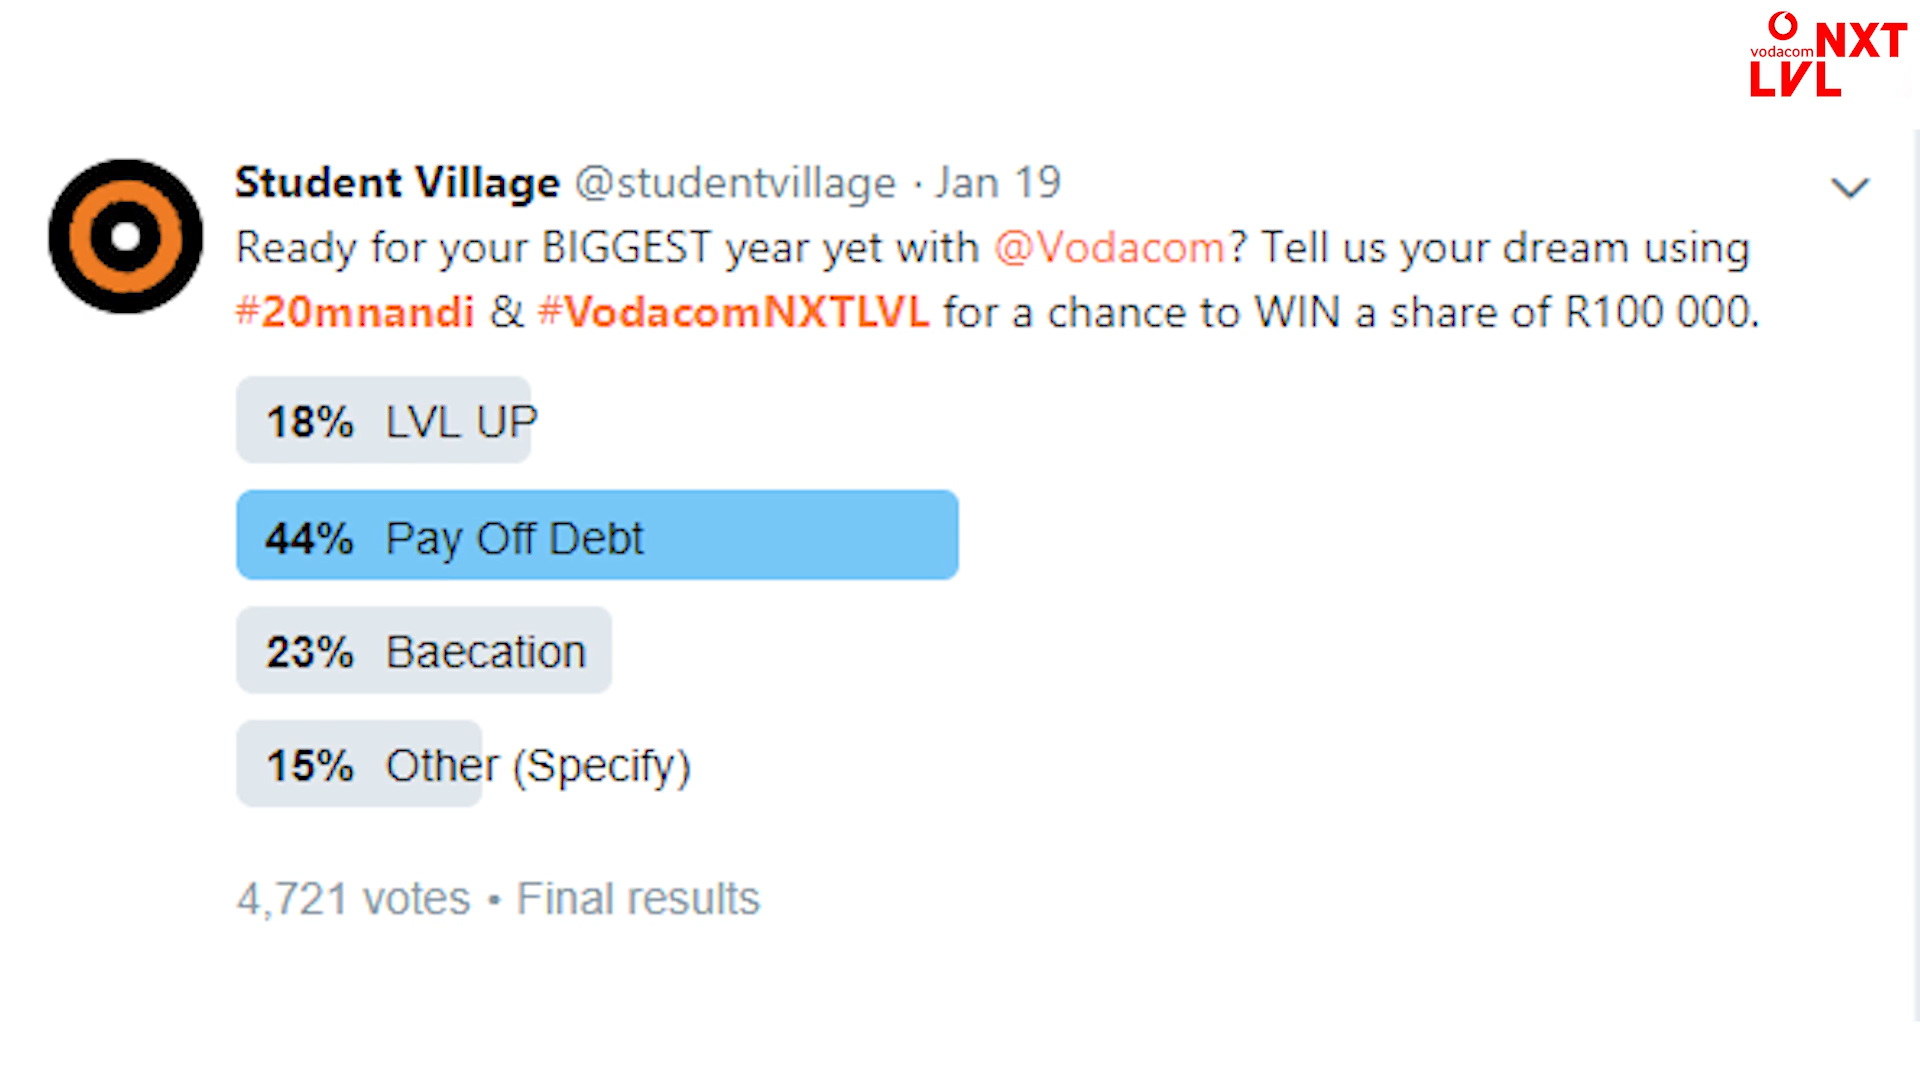 vodacom NXT
LVL
Student Village @studentvillage · Jan 19
Ready for your BIGGEST year yet with @Vodacom? Tell us your dream using
#20mnandi & #VodacomNXTLVL for a chance to WIN a share of R100 000.
18% LVL UP
44% Pay Off Debt
23% Baecation
15% Other (Specify)
4,721 votes • Final results